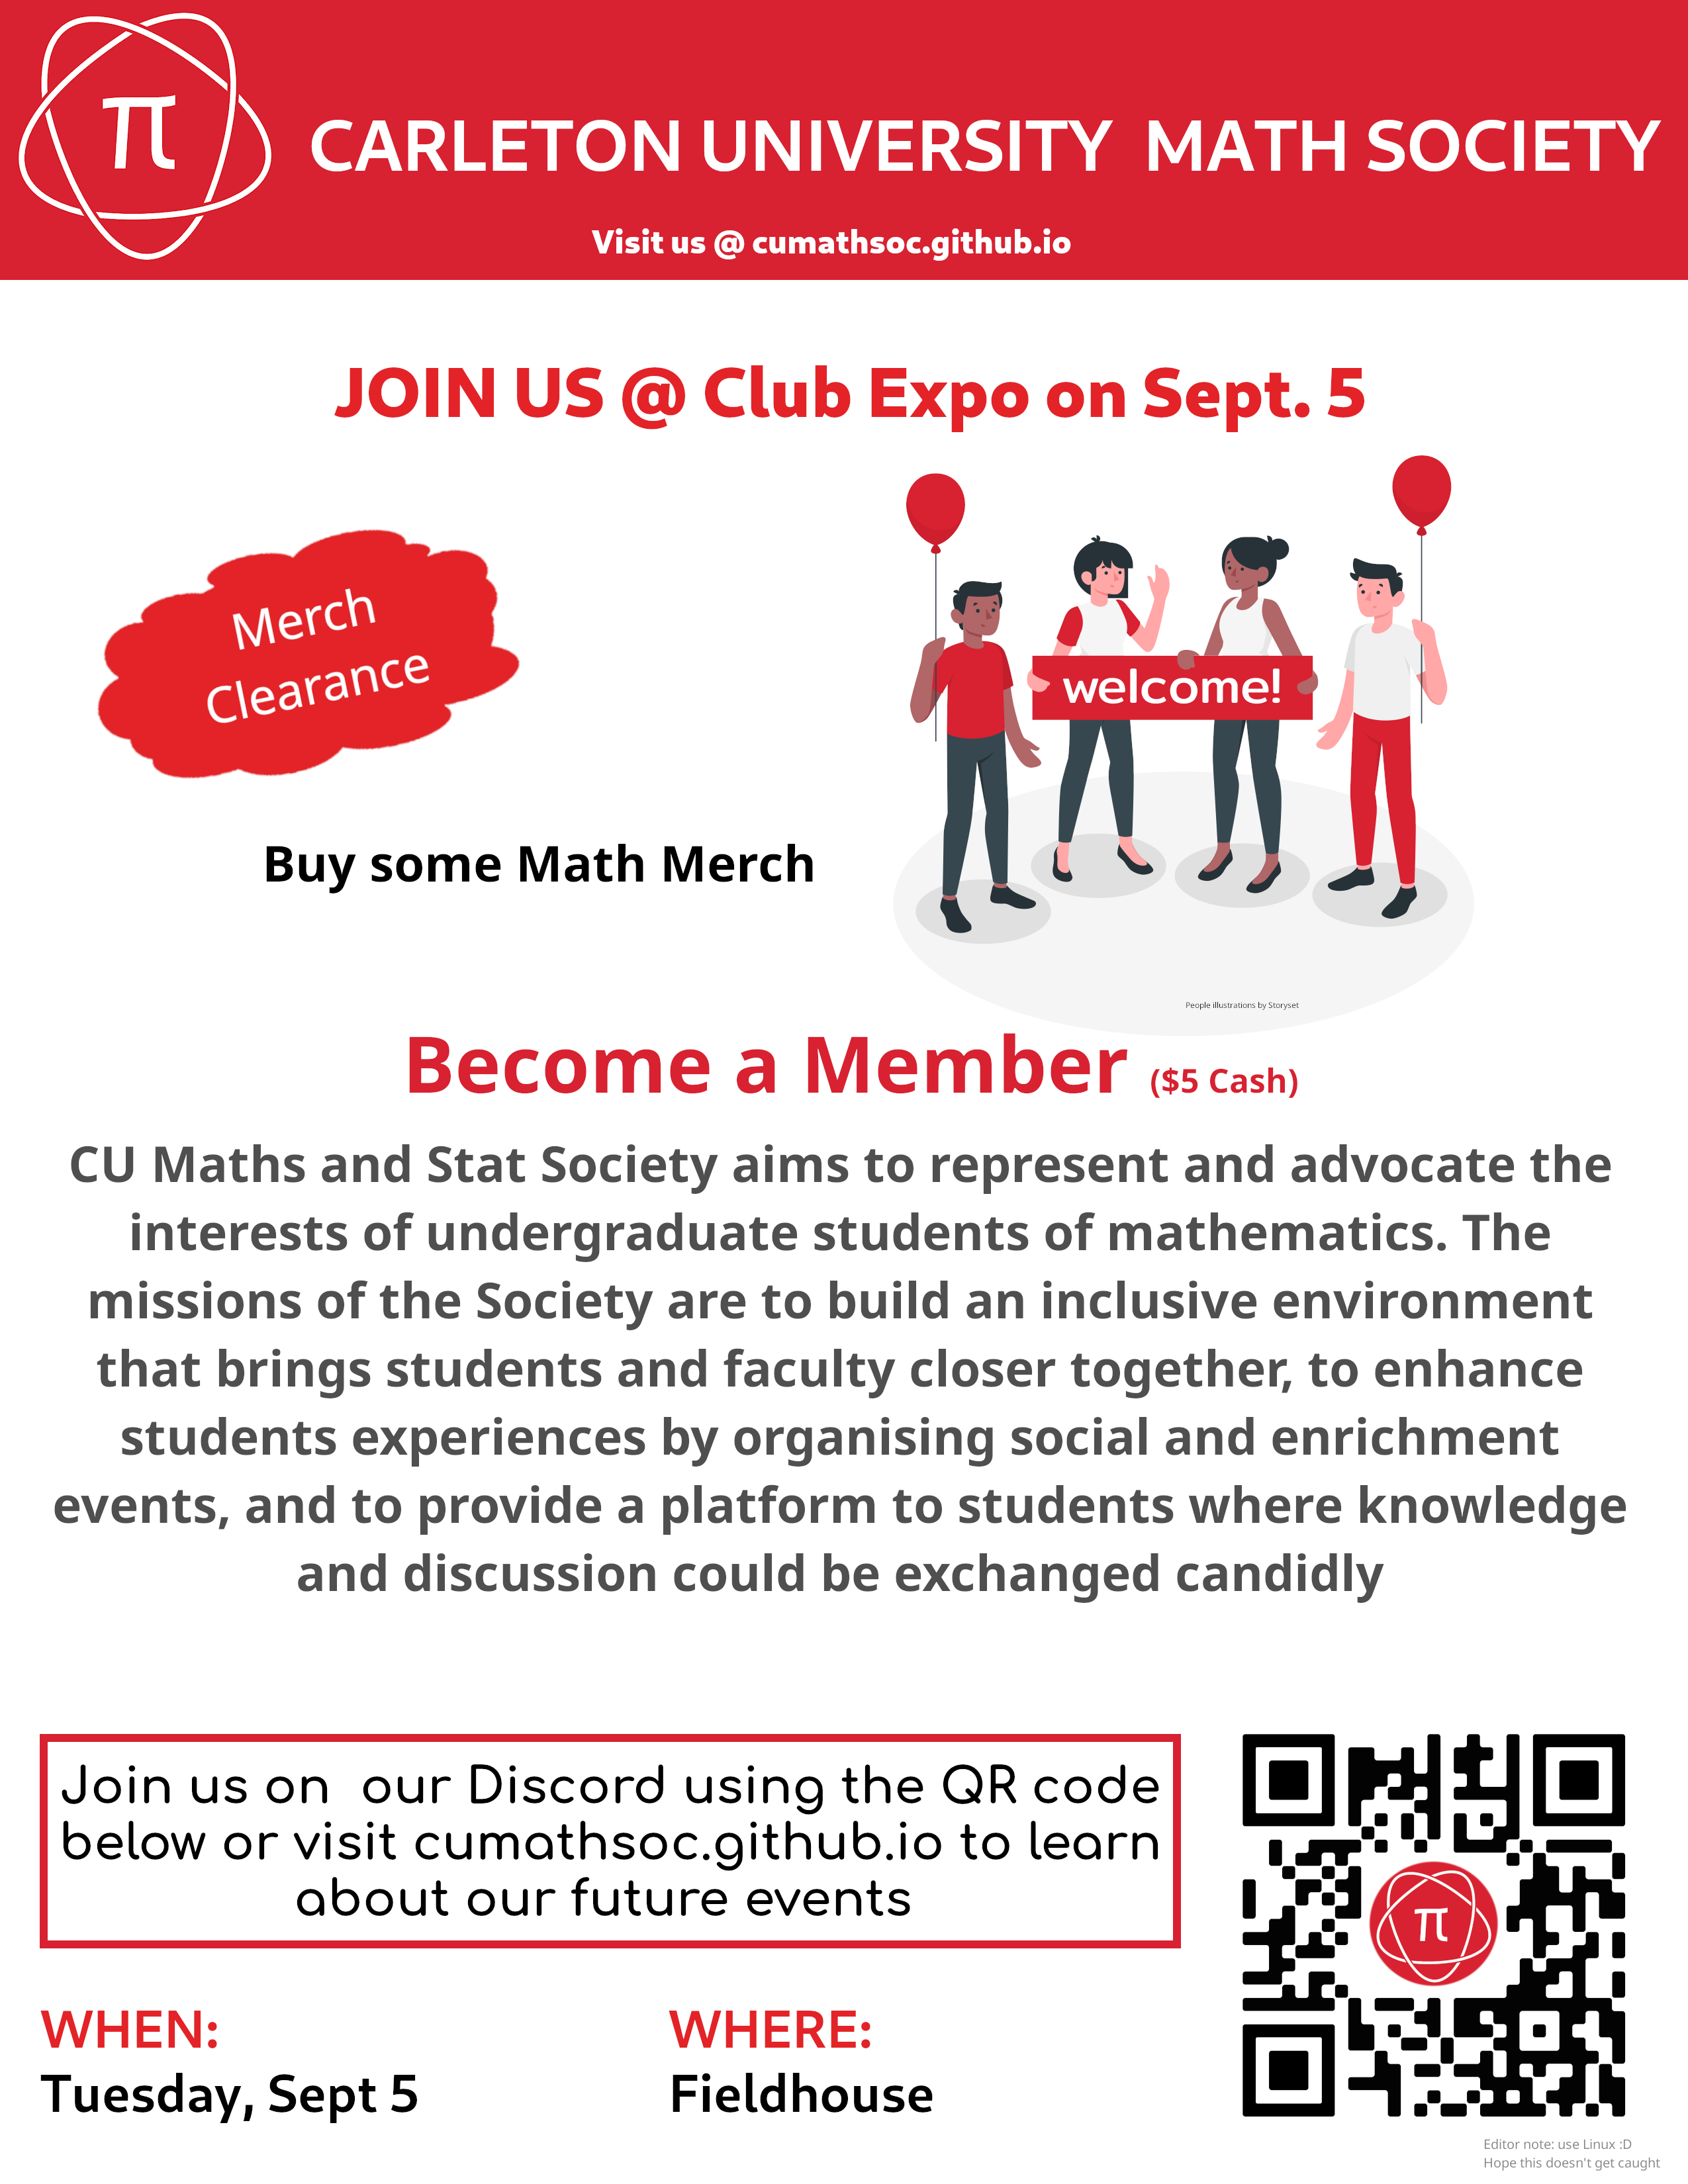 π
CARLETON UNIVERSITY  MATH SOCIETY
Visit us @ cumathsoc.github.io
JOIN US @ Club Expo on Sept. 5
Merch
Clearance
welcome!
Buy some Math Merch
People illustrations by Storyset
Become a Member ($5 Cash)
CU Maths and Stat Society aims to represent and advocate the
interests of undergraduate students of mathematics. The
missions of the Society are to build an inclusive environment
that brings students and faculty closer together, to enhance
students experiences by organising social and enrichment
events, and to provide a platform to students where knowledge
and discussion could be exchanged candidly
Join us on  our Discord using the QR code
below or visit cumathsoc.github.io to learn
about our future events
π
WHEN:
Tuesday, Sept 5
WHERE:
Fieldhouse
Editor note: use Linux :D
Hope this doesn't get caught